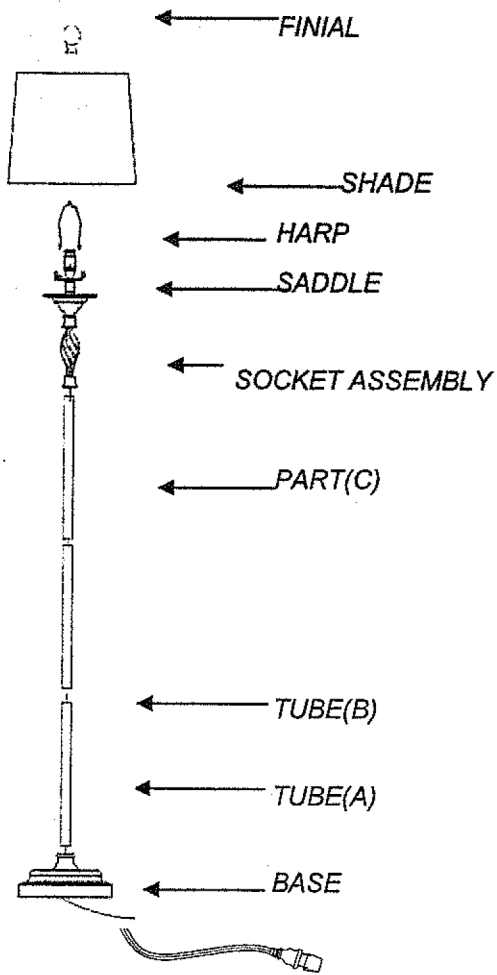 FINIAL
SHADE
HARP
SADDLE
SOCKET ASSEMBLY
PART(C)
TUBE(B)
TUBE(A)
BASE